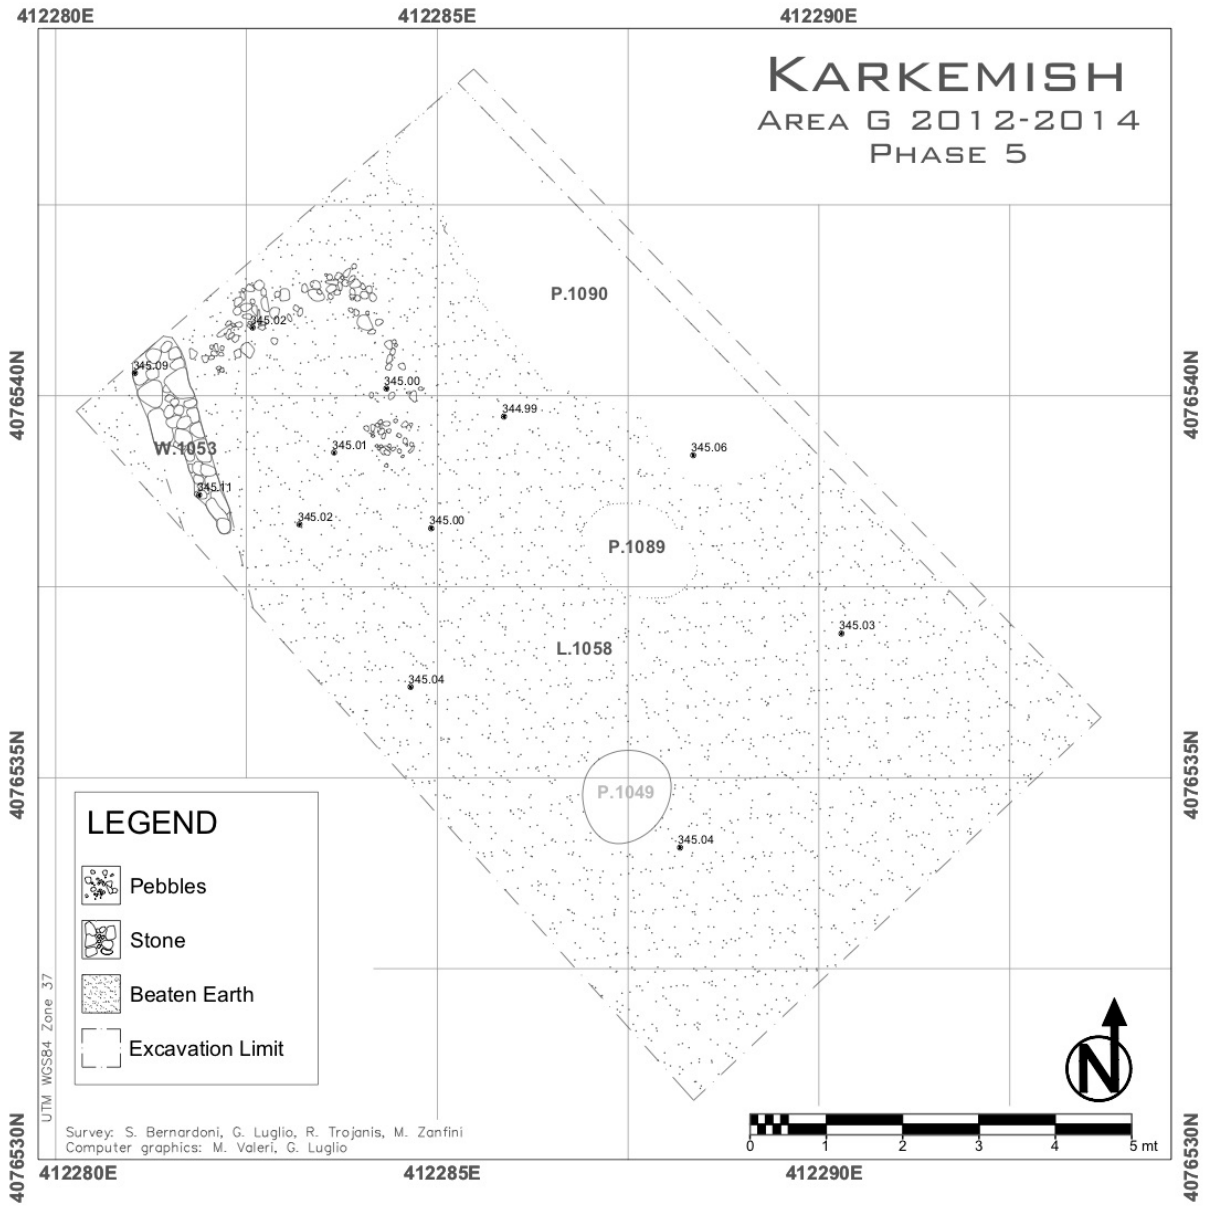 412280E 412285E 412290E
KARKEMISH
AREA G 2012-2014
PHASE 5
P.1090
345.02
4076540N
345.09
345.00
4076540N
344.99
W.1053
345.01
345.06
345.11
345.02
345.00
P.1089
345.03
L.1058
345.04
4076535N
P.1049
4076535N
345.04
LEGEND
Pebbles
Stone
Beaten Earth
Excavation Limit
UTM WGS84 Zone 37
N
Survey: S. Bernardoni, G. Luglio, R. Trojanis, M. Zanfini
Computer graphics: M. Valeri, G. Luglio
0 1 2 3 4 5 mt
4076530N
4076530N
412280E 412285E 412290E